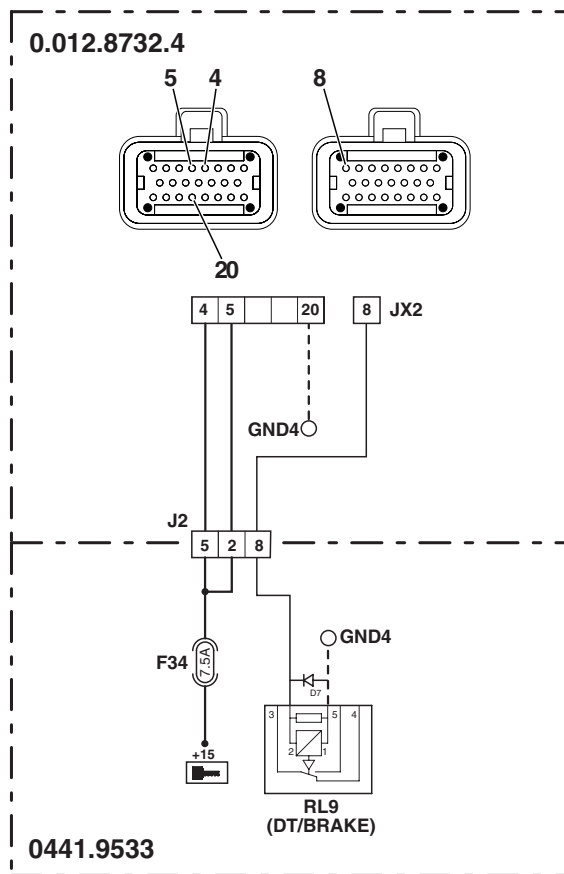 0.012.8732.4
5 4 8
20
4 5 20 8 JX2
GND4
J2
5 2 8
GND4
F34 7.5A
D7
3 5 4
2 1
+15
RL9
(DT/BRAKE)
0441.9533